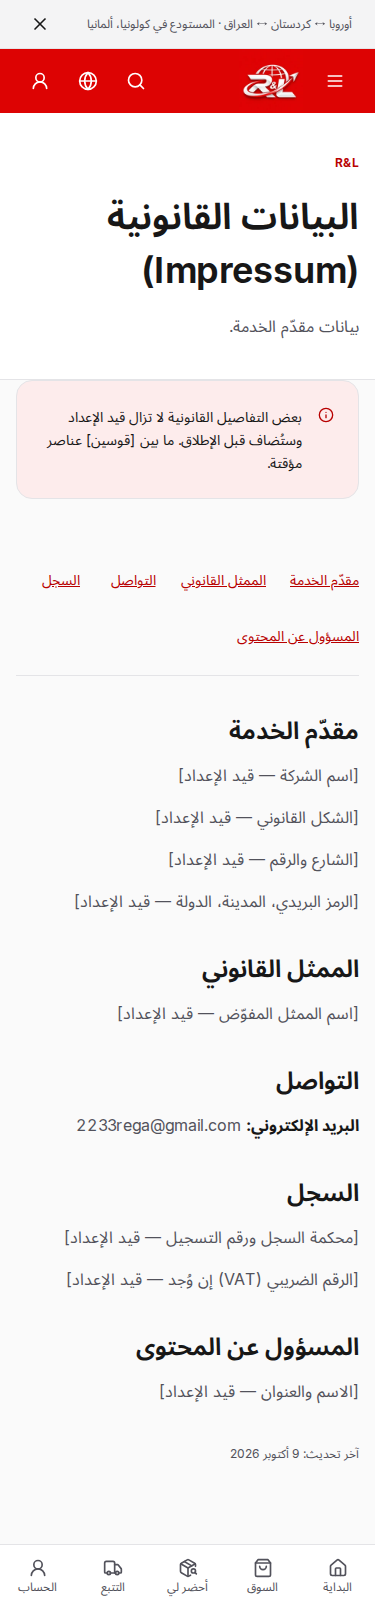 أوروبا ↔ كردستان ↔ العراق · المستودع في كولونيا، ألمانيا
R&L
R&L
البيانات القانونية
(Impressum)
بيانات مقدّم الخدمة.
بعض التفاصيل القانونية لا تزال قيد الإعداد
وستُضاف قبل الإطلاق. ما بين [قوسين] عناصر
مؤقتة.
مقدّم الخدمة الممثل القانوني التواصل السجل
المسؤول عن المحتوى
مقدّم الخدمة
[اسم الشركة — قيد الإعداد]
[الشكل القانوني — قيد الإعداد]
[الشارع والرقم — قيد الإعداد]
[الرمز البريدي، المدينة، الدولة — قيد الإعداد]
الممثل القانوني
[اسم الممثل المفوّض — قيد الإعداد]
التواصل
البريد الإلكتروني: 2233rega@gmail.com
السجل
[محكمة السجل ورقم التسجيل — قيد الإعداد]
[الرقم الضريبي (VAT) إن وُجد — قيد الإعداد]
المسؤول عن المحتوى
[الاسم والعنوان — قيد الإعداد]
آخر تحديث: 9 أكتوبر 2026
البداية السوق أحضر لي التتبع الحساب